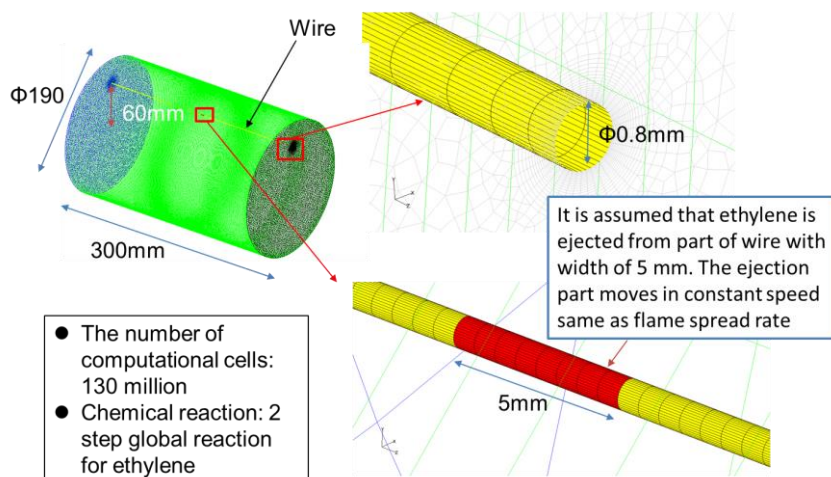 Wire
Φ190
60mm
Φ0.8mm
300mm
It is assumed that ethylene is
ejected from part of wire with
width of 5 mm. The ejection
part moves in constant speed
same as flame spread rate
● The number of
computational cells:
130 million
● Chemical reaction: 2
step global reaction
for ethylene
5mm